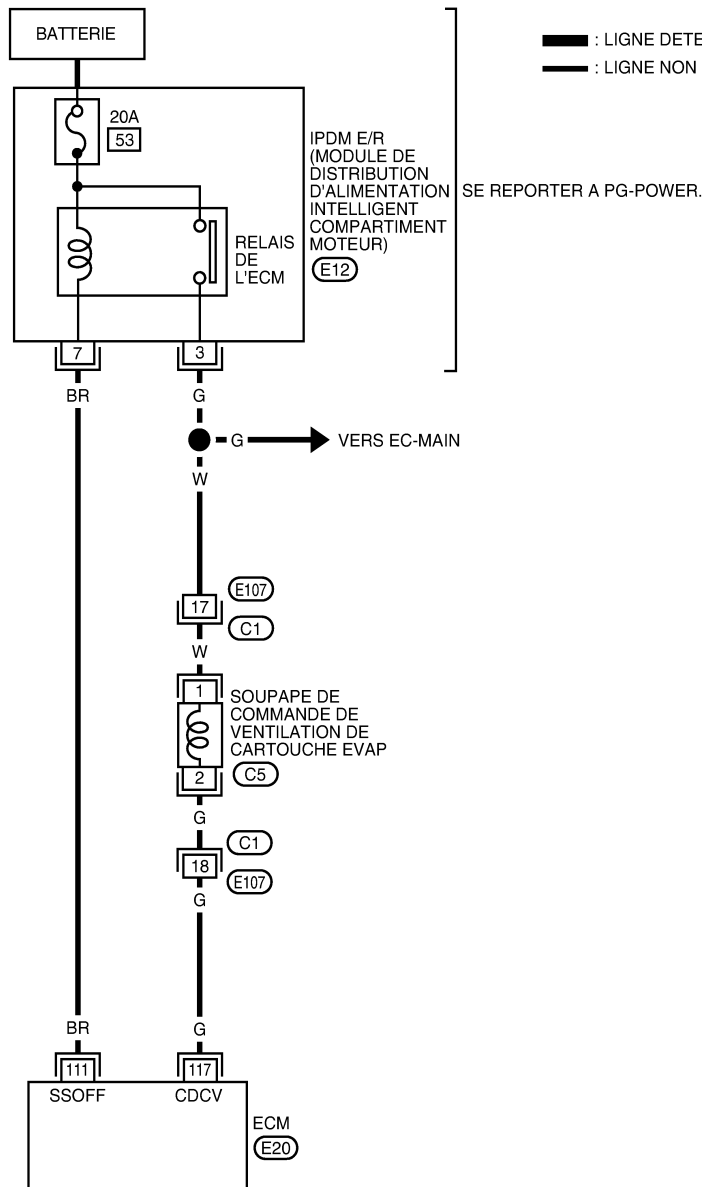 BATTERIE
: LIGNE DETE
: LIGNE NON
20A
53
IPDM E/R
(MODULE DE
DISTRIBUTION
D'ALIMENTATION
INTELLIGENT
COMPARTIMENT
MOTEUR)
E12
SE REPORTER A PG-POWER.
RELAIS
DE
L'ECM
7
3
BR
G
G
VERS EC-MAIN
W
E107
17
C1
W
1
SOUPAPE DE
COMMANDE DE
VENTILATION DE
CARTOUCHE EVAP
2
C5
G
C1
18
E107
G
BR
G
111
117
SSOFF
CDCV
ECM
E20